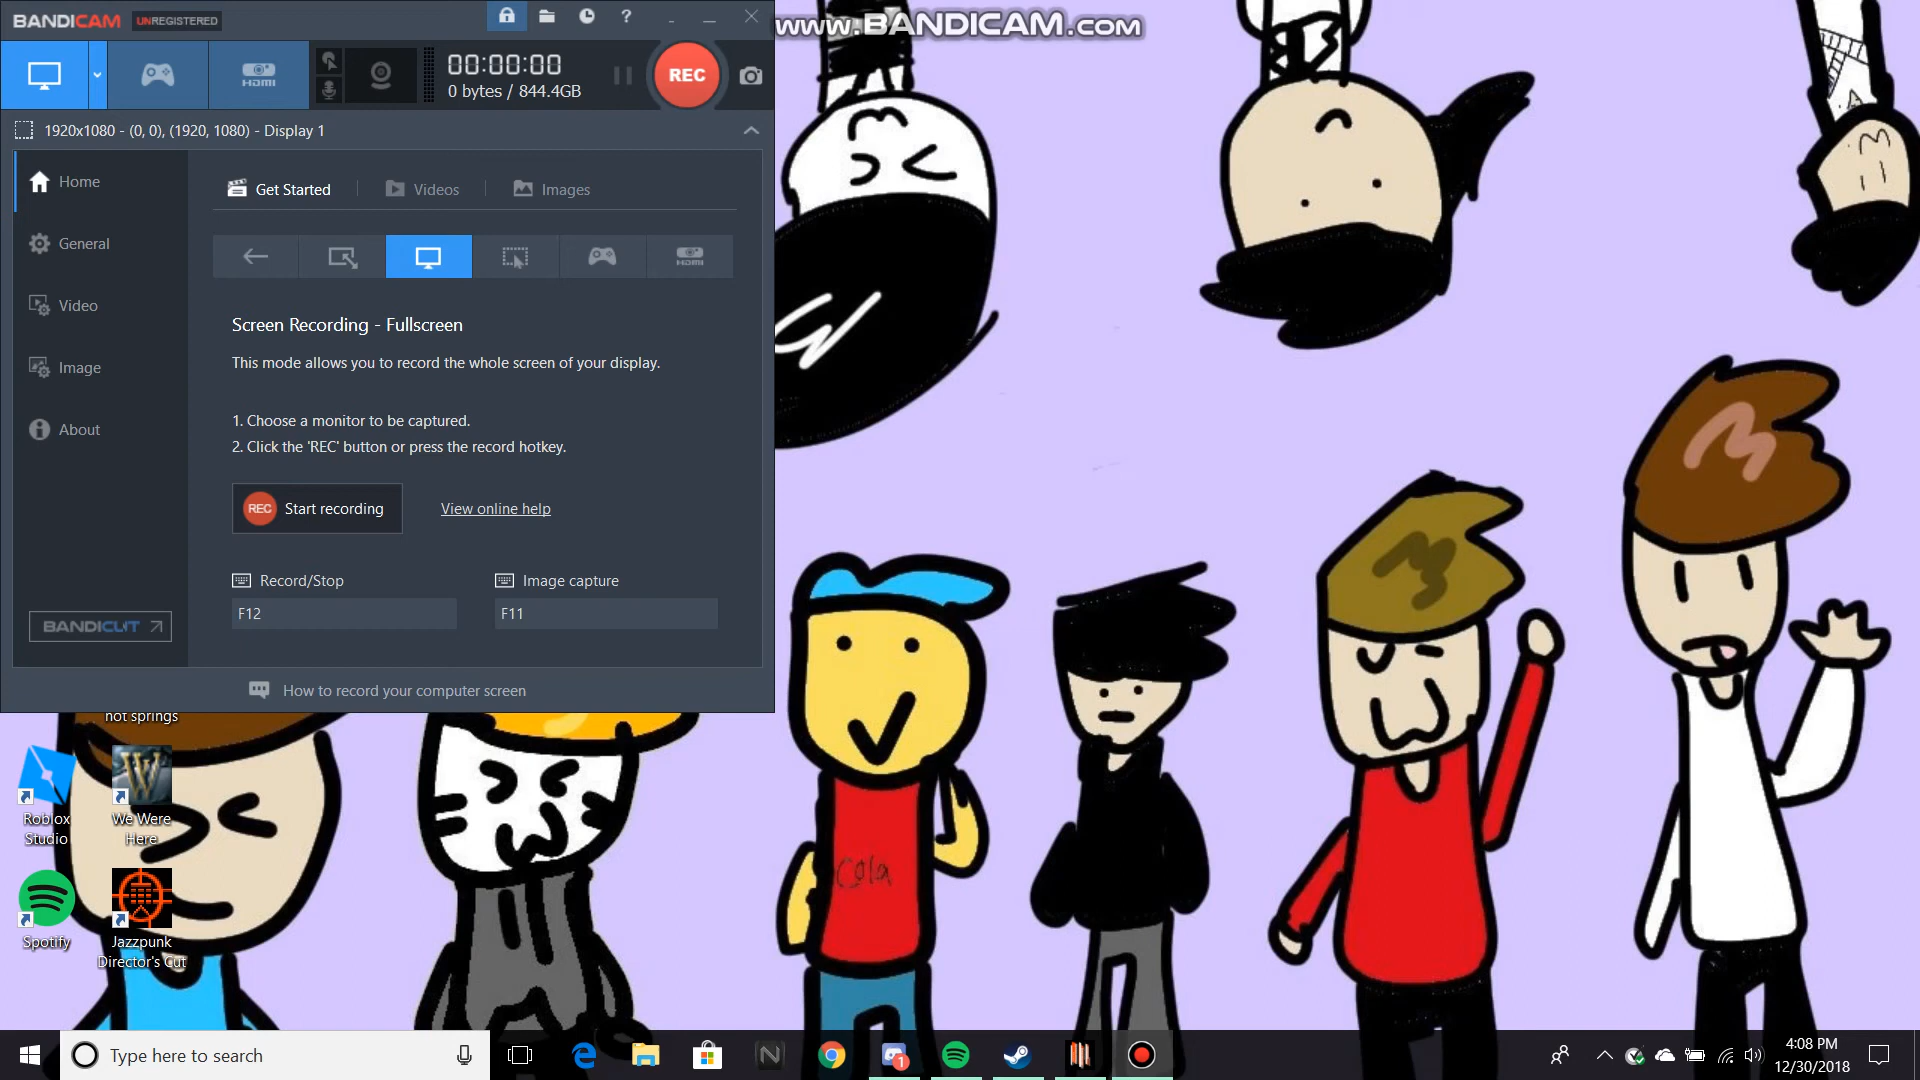 BANDICAM UNREGISTERED
www.BANDICAM.com
HDMI
00:00:00
0 bytes / 844.4GB
REC
1920x1080 - (0, 0), (1920, 1080) - Display 1
Home
General
Video
Image
About
BANDICUT
Get Started
Videos
Images
HDMI
Screen Recording - Fullscreen
This mode allows you to record the whole screen of your display.
1. Choose a monitor to be captured.
2. Click the 'REC' button or press the record hotkey.
REC Start recording
View online help
Record/Stop
Image capture
F12
F11
How to record your computer screen
hot springs
Roblox
Studio
We Were
Here
Spotify
Jazzpunk
Director's Cut
Cola
Type here to search
1
4:08 PM
12/30/2018